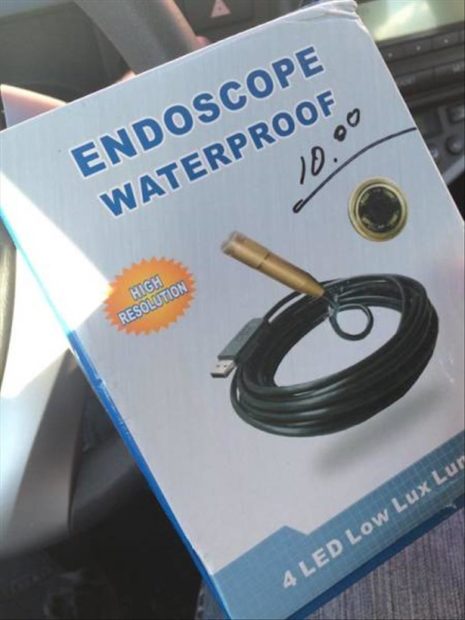 ENDOSCOPE
WATERPROOF
10.00
HIGH
RESOLUTION
4 LED Low Lux